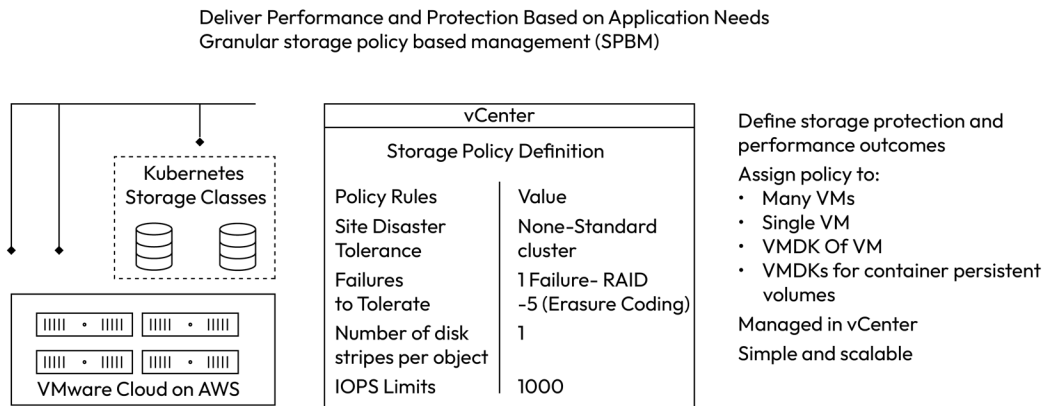 Deliver Performance and Protection Based on Application Needs
Granular storage policy based management (SPBM)
Kubernetes
Storage Classes
VMware Cloud on AWS
vCenter
Storage Policy Definition
Policy Rules
Value
Site Disaster
Tolerance
None-Standard
cluster
Failures
to Tolerate
1 Failure- RAID
-5 (Erasure Coding)
Number of disk
stripes per object
1
IOPS Limits
1000
Define storage protection and
performance outcomes
Assign policy to:
• Many VMs
• Single VM
• VMDK Of VM
• VMDKs for container persistent
volumes
Managed in vCenter
Simple and scalable